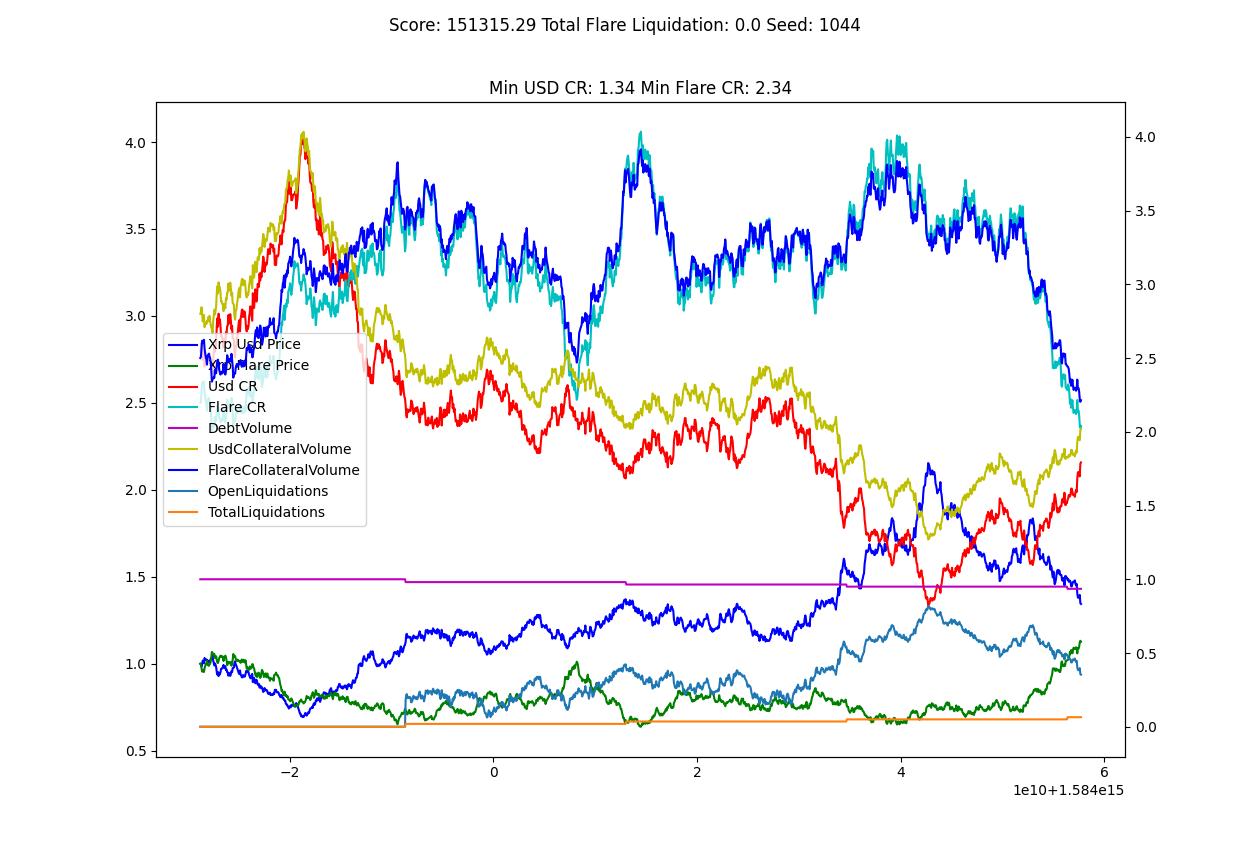 Score: 151315.29 Total Flare Liquidation: 0.0 Seed: 1044
Min USD CR: 1.34 Min Flare CR: 2.34
4.0
3.5
3.0
2.5
2.0
1.5
1.0
0.5
Xrp Usd Price
Xrp Flare Price
Usd CR
Flare CR
DebtVolume
UsdCollateralVolume
FlareCollateralVolume
OpenLiquidations
TotalLiquidations
4.0
3.5
3.0
2.5
2.0
1.5
1.0
0.5
0.0
−2 0 2 4 6
1e10+1.584e15